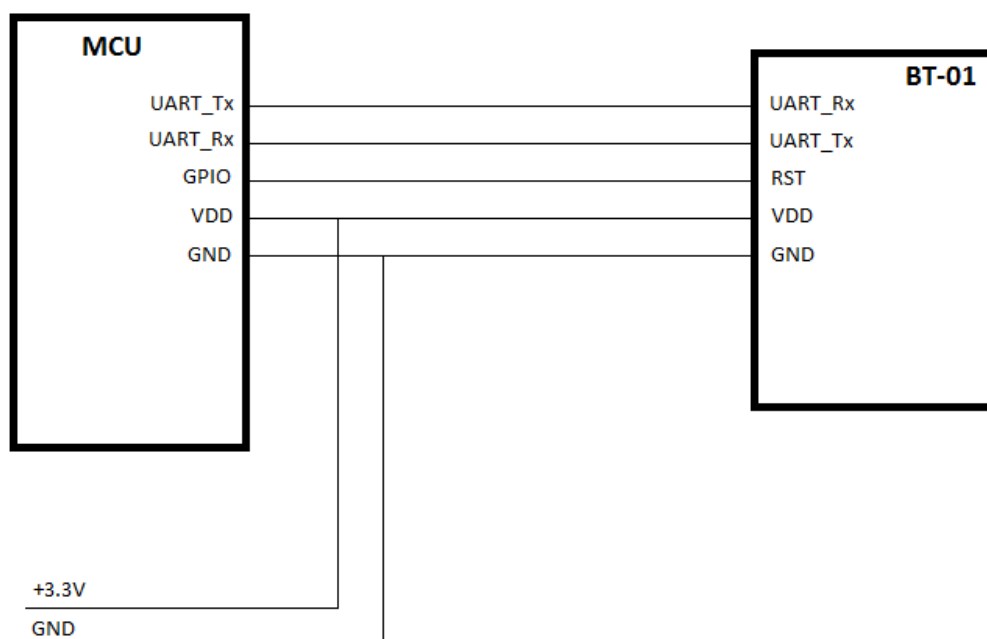 MCU
BT-01
UART_Tx
UART_Rx
UART_Rx
UART_Tx
GPIO
RST
VDD
VDD
GND
GND
+3.3V
GND